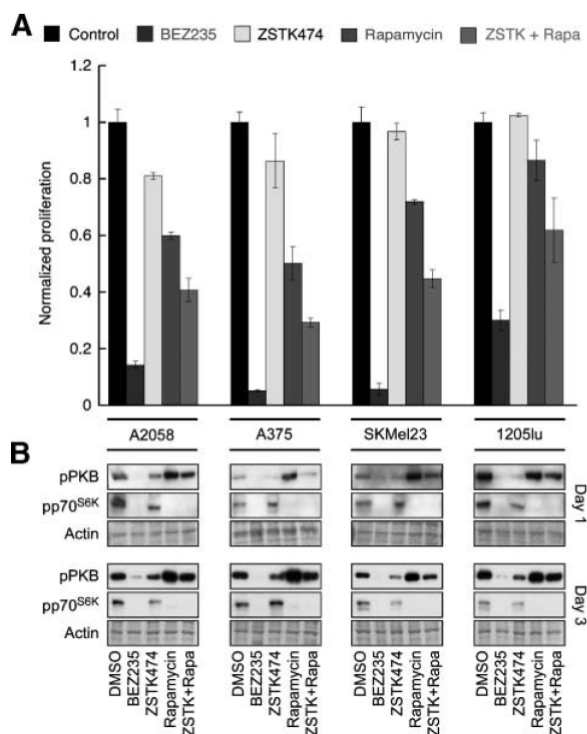 A
Control BEZ235 ZSTK474 Rapamycin ZSTK + Rapa
Normalized proliferation
1.2
1
0.8
0.6
0.4
0.2
0
A2058 A375 SKMel23 1205lu
B
pPKB
pp70S6K
Actin
Day 1
pPKB
pp70S6K
Actin
Day 3
DMSO BEZ235 ZSTK474 Rapamycin ZSTK+Rapa DMSO BEZ235 ZSTK474 Rapamycin ZSTK+Rapa DMSO BEZ235 ZSTK474 Rapamycin ZSTK+Rapa DMSO BEZ235 ZSTK474 Rapamycin ZSTK+Rapa